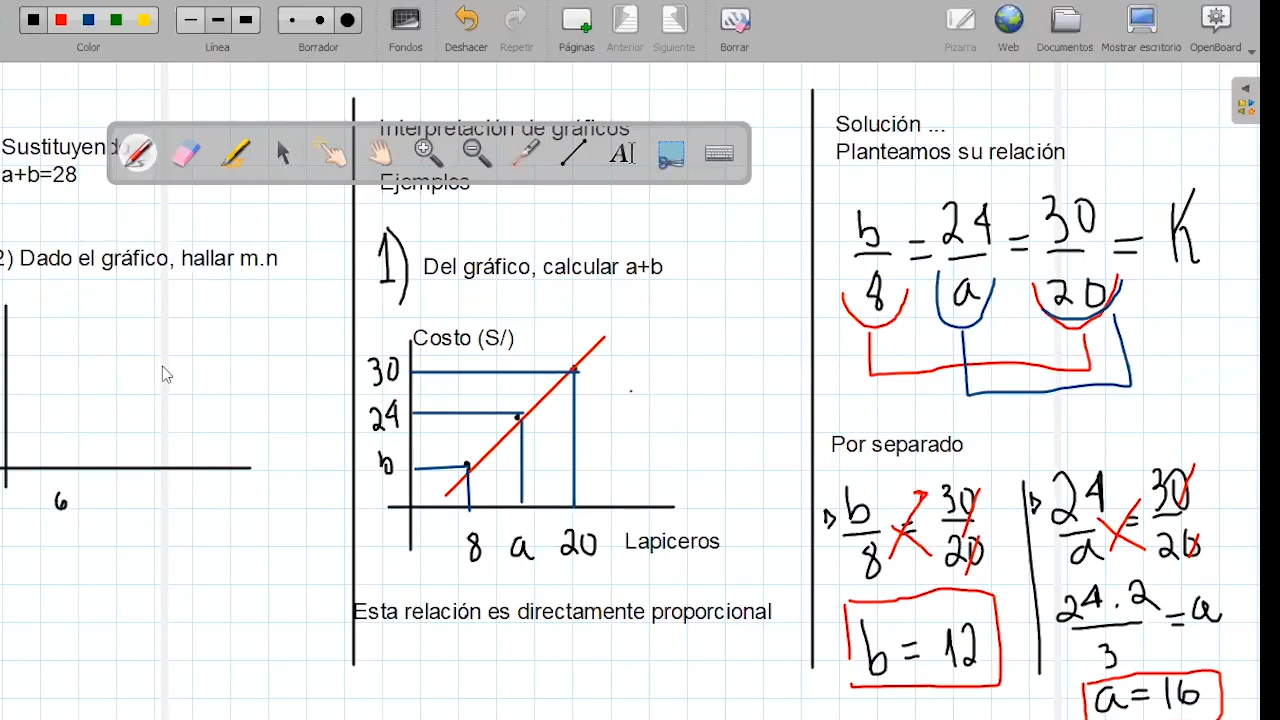 Color
Línea
Borrador
Fondos
Deshacer
Repetir
Páginas
Anterior
Siguiente
Borrar
Pizarra
Web
Documentos
Mostrar escritorio
OpenBoard
Sustituyendo
a+b=28
2) Dado el gráfico, hallar m.n
6
Interpretación de gráficos
Ejemplos
1) Del gráfico, calcular a+b
Costo (S/)
30
24
b
8 a 20 Lapiceros
Esta relación es directamente proporcional
Solución ...
Planteamos su relación
b/8 = 24/a = 30/20 = K
Por separado
b/8 = 30/20
b = 12
24/a = 30/20
24.2/3 = a
a = 16